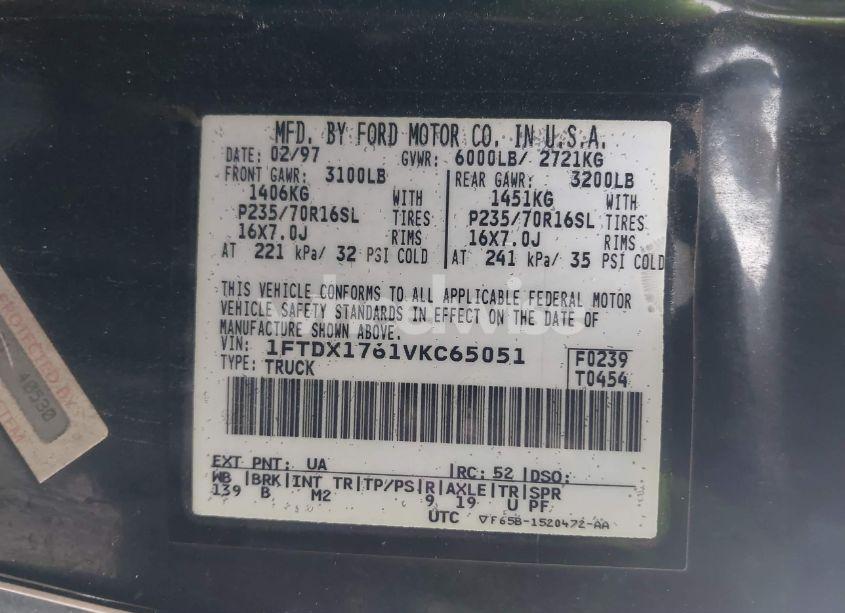 MFD. BY FORD MOTOR CO. IN U.S.A.
DATE: 02/97 GVWR: 6000LB/ 2721KG
FRONT GAWR: 3100LB REAR GAWR: 3200LB
1406KG WITH 1451KG WITH
P235/70R16SL TIRES P235/70R16SL TIRES
16X7.0J RIMS 16X7.0J RIMS
AT 221 kPa/ 32 PSI COLD AT 241 kPa/ 35 PSI COLD
THIS VEHICLE CONFORMS TO ALL APPLICABLE FEDERAL MOTOR
VEHICLE SAFETY STANDARDS IN EFFECT ON THE DATE OF
MANUFACTURE SHOWN ABOVE.
VIN: 1FTDX1761VKC65051 F0239
TYPE: TRUCK T0454
EXT PNT: UA RC: 52 DSO:
WB |BRK|INT TR|TP/PS|R|AXLE|TR|SPR
139 B M2 9 19 U PF
UTC ▽F65B-1520472-AA
PROTECTED BY
40530